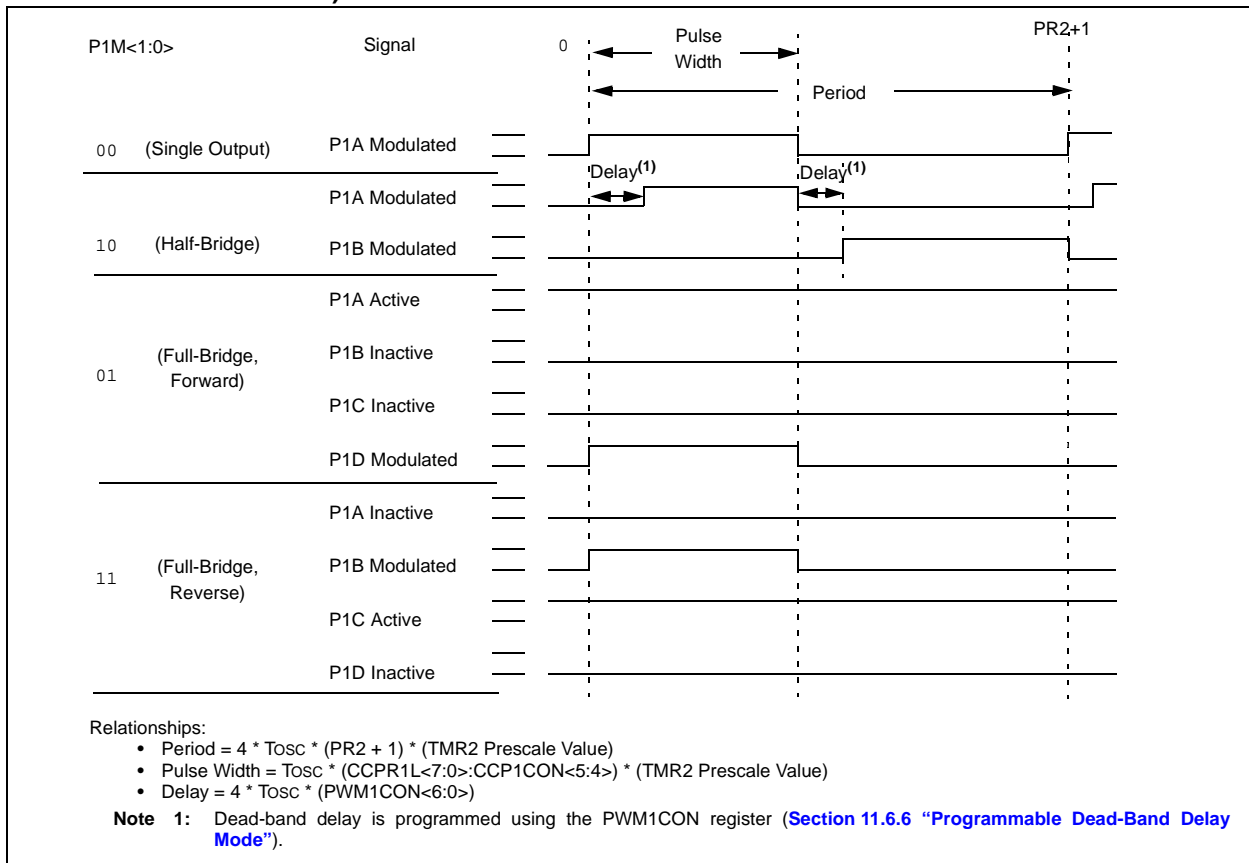 P1M<1:0> Signal 0 Pulse Width PR2+1
Period
00 (Single Output) P1A Modulated
Delay(1) Delay(1)
P1A Modulated
10 (Half-Bridge) P1B Modulated
P1A Active
01 (Full-Bridge, Forward) P1B Inactive
P1C Inactive
P1D Modulated
P1A Inactive
11 (Full-Bridge, Reverse) P1B Modulated
P1C Active
P1D Inactive
Relationships:
• Period = 4 * TOSC * (PR2 + 1) * (TMR2 Prescale Value)
• Pulse Width = TOSC * (CCPR1L<7:0>:CCP1CON<5:4>) * (TMR2 Prescale Value)
• Delay = 4 * TOSC * (PWM1CON<6:0>)
Note 1: Dead-band delay is programmed using the PWM1CON register (Section 11.6.6 “Programmable Dead-Band Delay
Mode”).